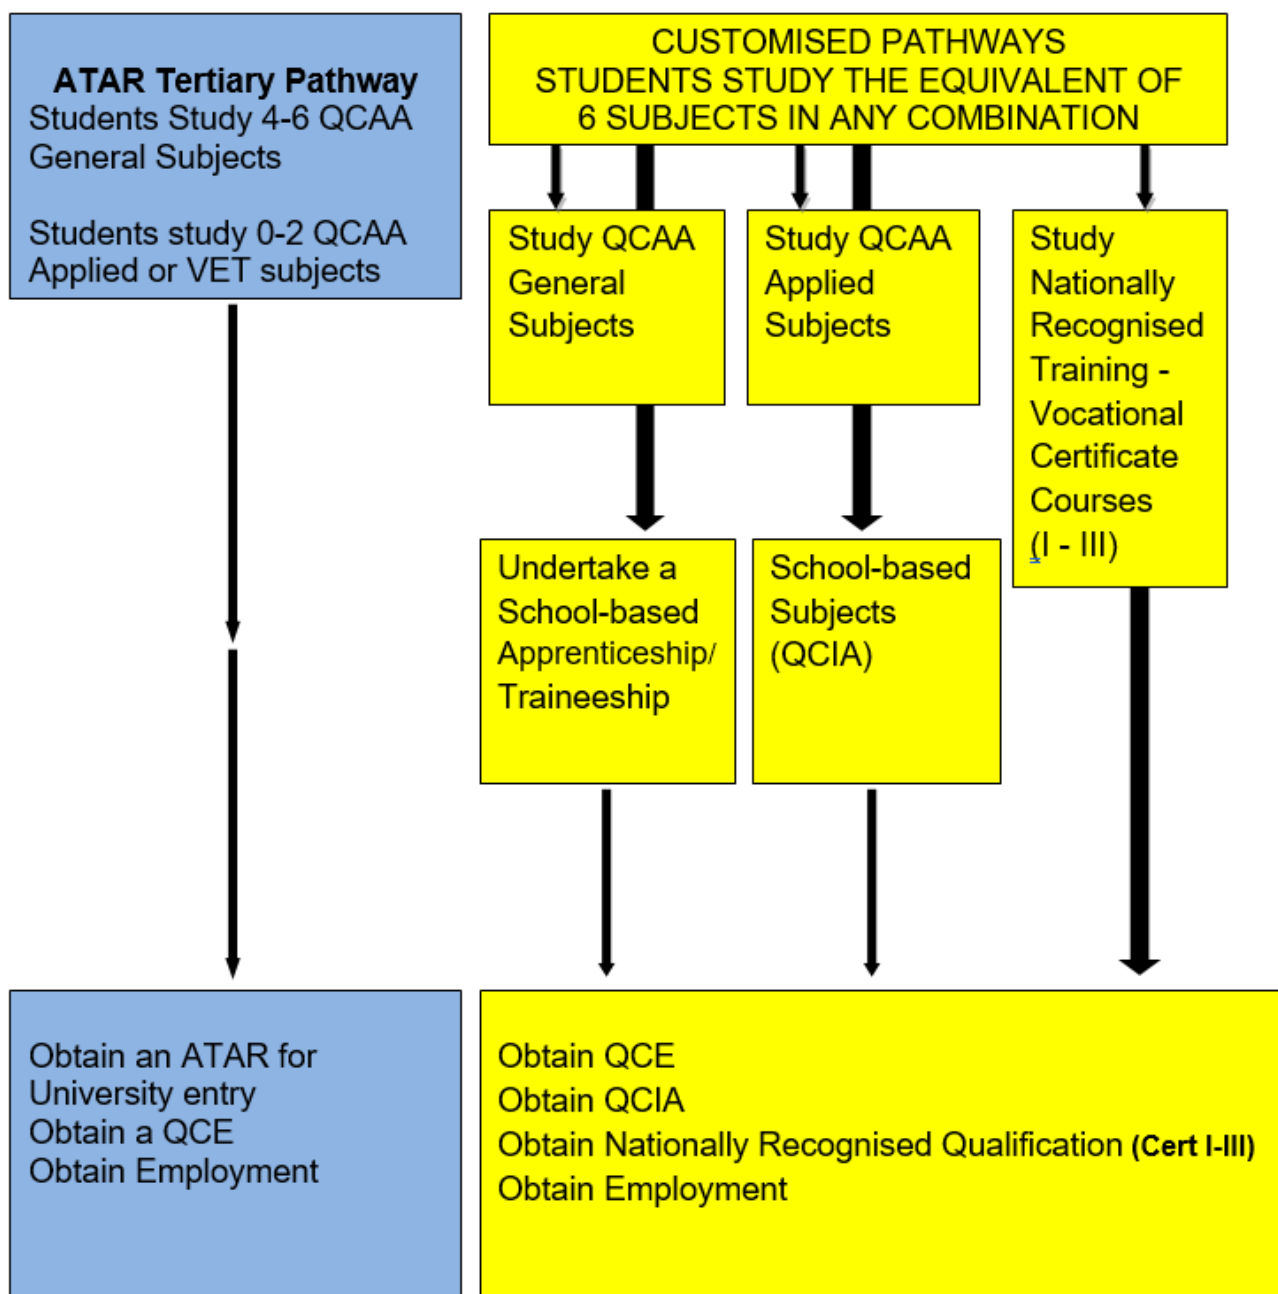 ATAR Tertiary Pathway
Students Study 4-6 QCAA
General Subjects
Students study 0-2 QCAA
Applied or VET subjects
CUSTOMISED PATHWAYS
STUDENTS STUDY THE EQUIVALENT OF
6 SUBJECTS IN ANY COMBINATION
Study QCAA
General
Subjects
Study QCAA
Applied
Subjects
Study
Nationally
Recognised
Training -
Vocational
Certificate
Courses
(I - III)
Undertake a
School-based
Apprenticeship/
Traineeship
School-based
Subjects
(QCIA)
Obtain an ATAR for
University entry
Obtain a QCE
Obtain Employment
Obtain QCE
Obtain QCIA
Obtain Nationally Recognised Qualification (Cert I-III)
Obtain Employment